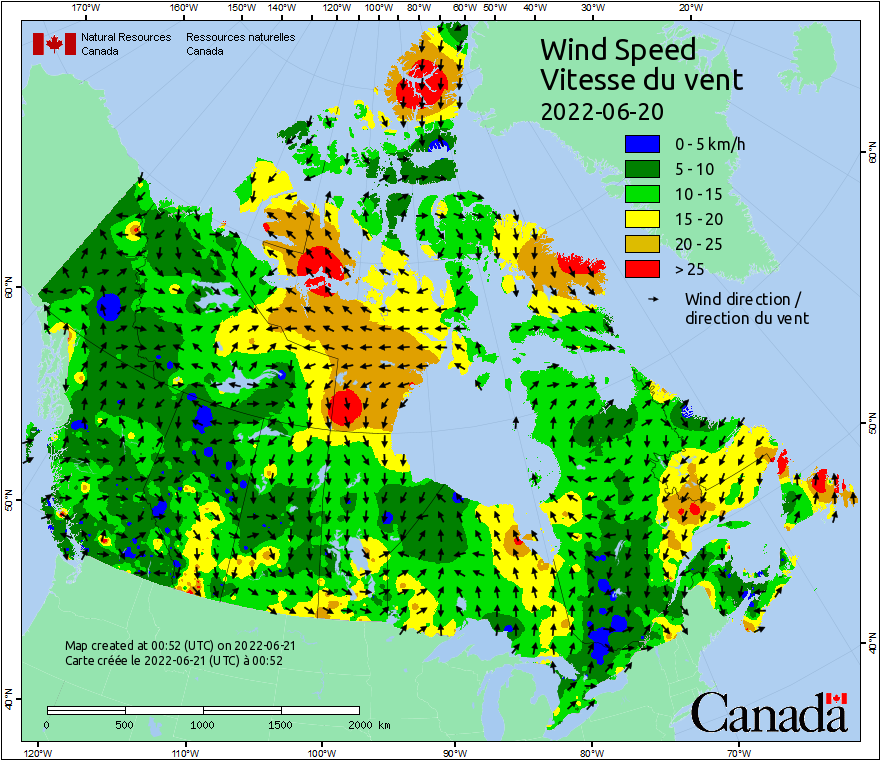 170°W 160°W 150°W 140°W 120°W 100°W 80°W 60°W 50°W 40°W 30°W 20°W
Natural Resources Ressources naturelles
Canada Canada
Wind Speed
Vitesse du vent
2022-06-20
0 - 5 km/h
5 - 10
10 - 15
15 - 20
20 - 25
> 25
Wind direction /
direction du vent
60°N
60°N
50°N
50°N
40°N
40°N
Map created at 00:52 (UTC) on 2022-06-21
Carte créée le 2022-06-21 (UTC) à 00:52
0 500 1000 1500 2000 km
Canada
120°W 110°W 100°W 90°W 80°W 70°W